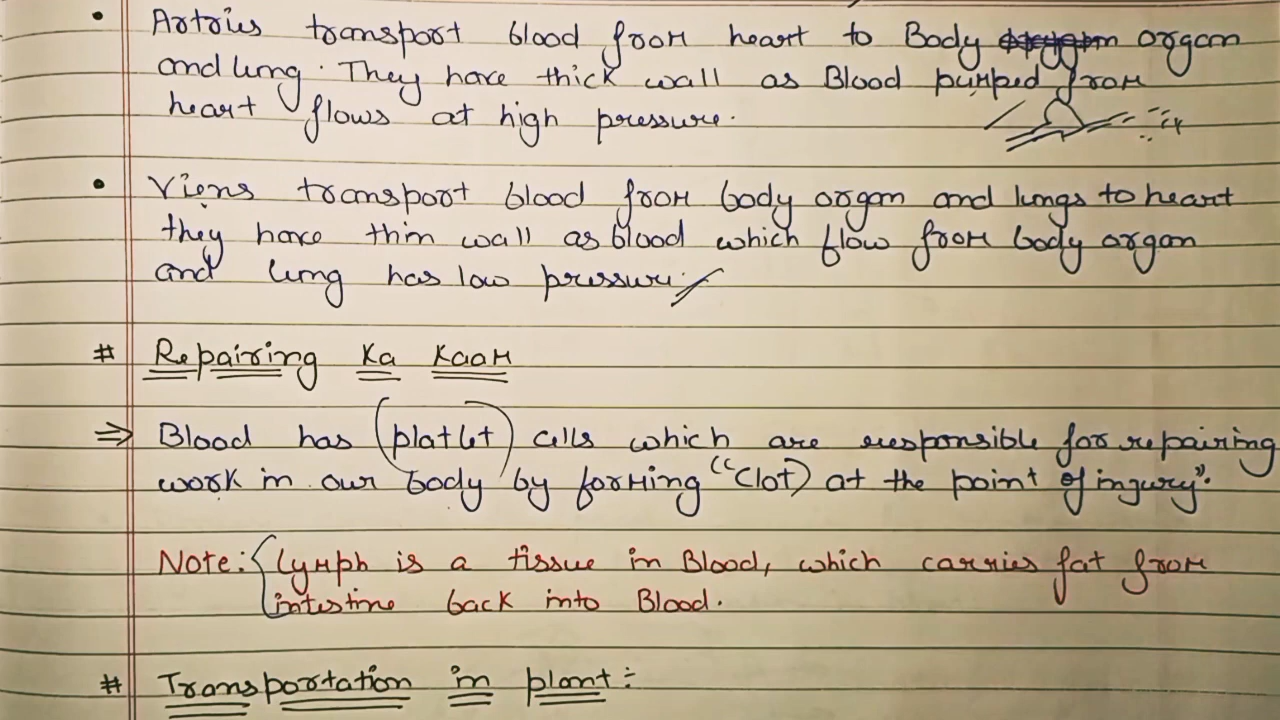 • Artries transport blood from heart to Body organ
and lung. They have thick wall as Blood pumped from
heart flows at high pressure.
• Viens transport blood from body organ and lungs to heart
they have thin wall as blood which flow from body organ
and lung has low pressure.
# Repairing Ka Kaam
⇒ Blood has (platlet) cells which are responsible for repairing
work in our body by forming "(Clot) at the point of ingury".
Note: {lymph is a tissue in Blood, which carries fat from
intestine back into Blood.
# Transportation in plant :-